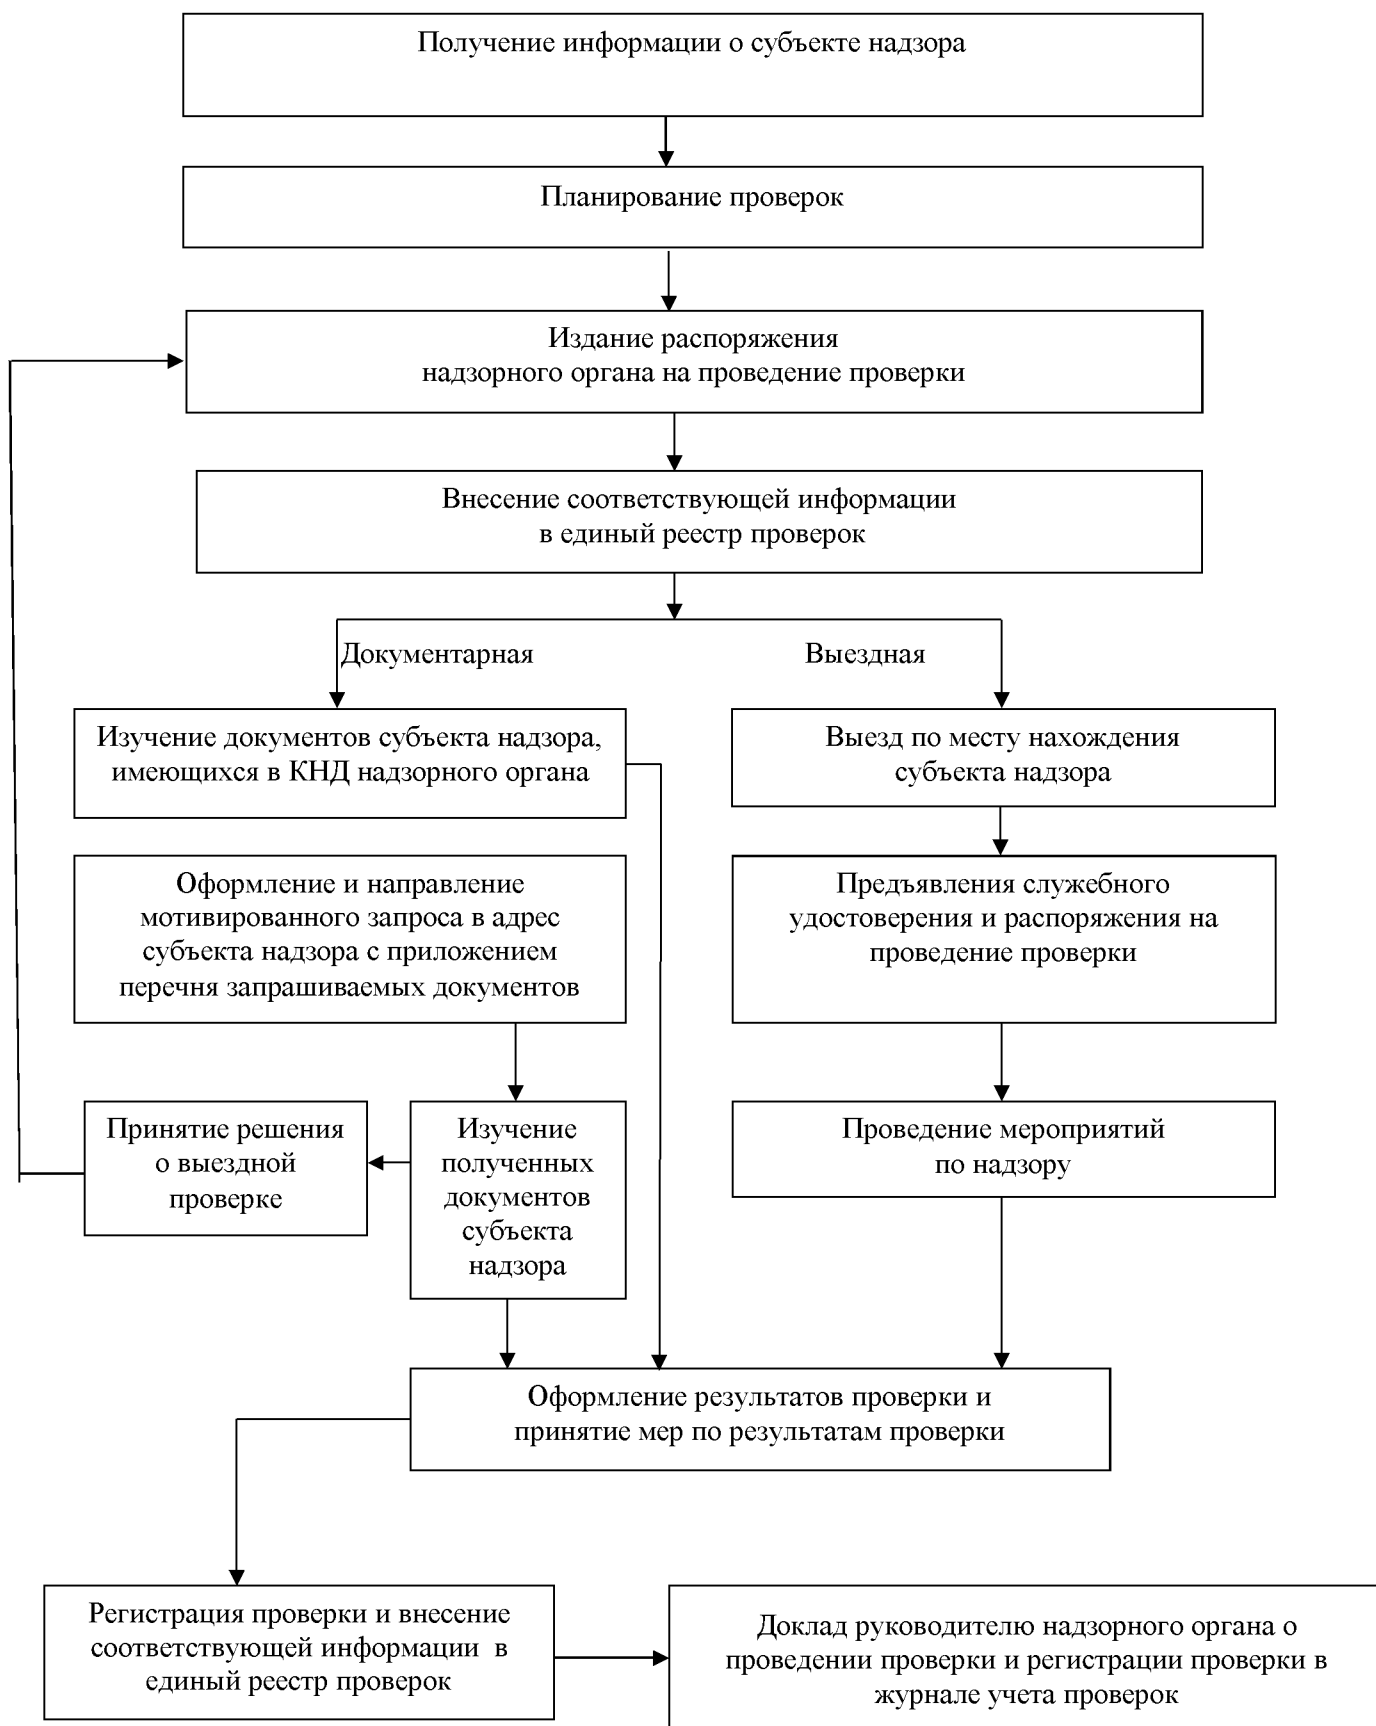 Получение информации о субъекте надзора
Планирование проверок
Издание распоряжения
надзорного органа на проведение проверки
Внесение соответствующей информации
в единый реестр проверок
Документарная
Выездная
Изучение документов субъекта надзора,
имеющихся в КНД надзорного органа
Выезд по месту нахождения
субъекта надзора
Оформление и направление
мотивированного запроса в адрес
субъекта надзора с приложением
перечня запрашиваемых документов
Предъявления служебного
удостоверения и распоряжения на
проведение проверки
Принятие решения
о выездной
проверке
Изучение
полученных
документов
субъекта
надзора
Проведение мероприятий
по надзору
Оформление результатов проверки и
принятие мер по результатам проверки
Регистрация проверки и внесение
соответствующей информации в
единый реестр проверок
Доклад руководителю надзорного органа о
проведении проверки и регистрации проверки в
журнале учета проверок